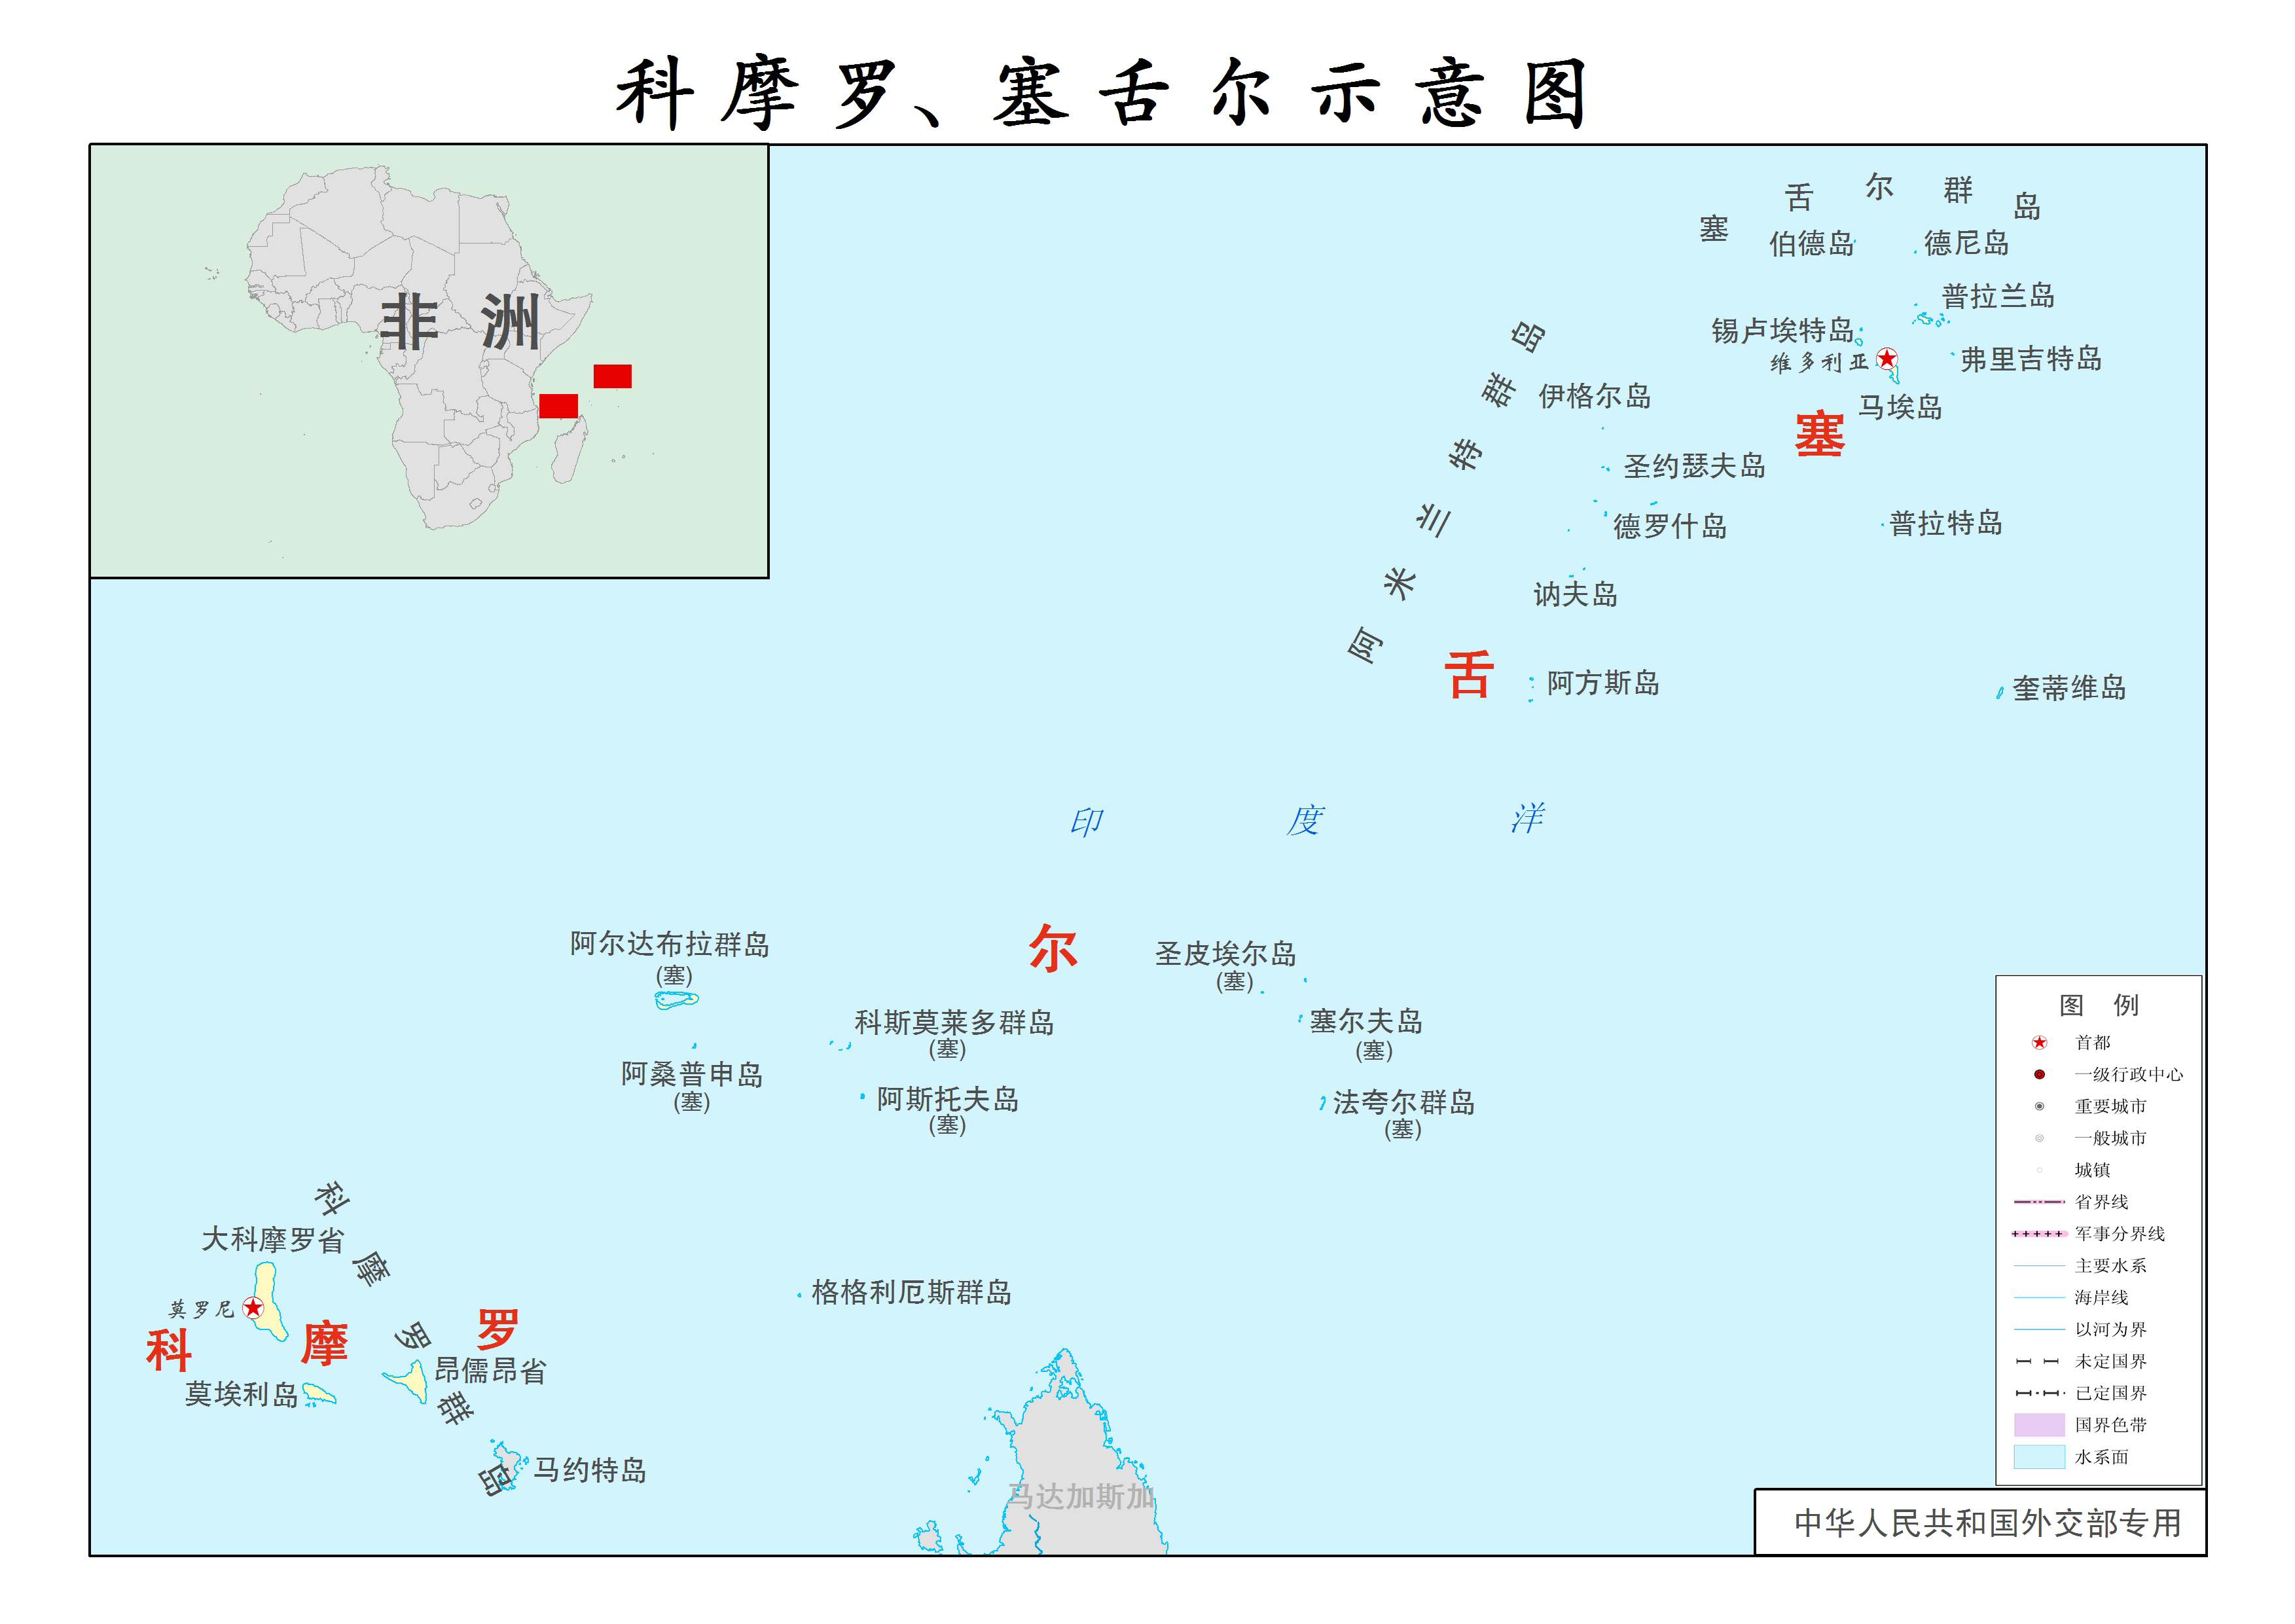 科摩罗、塞舌尔示意图
非洲
塞舌尔群岛
伯德岛
德尼岛
普拉兰岛
锡卢埃特岛
维多利亚
弗里吉特岛
马埃岛
阿米兰特群岛
伊格尔岛
圣约瑟夫岛
德罗什岛
普拉特岛
讷夫岛
阿方斯岛
奎蒂维岛
塞舌尔
印度洋
阿尔达布拉群岛
(塞)
圣皮埃尔岛
(塞)
科斯莫莱多群岛
(塞)
塞尔夫岛
(塞)
阿桑普申岛
(塞)
阿斯托夫岛
(塞)
法夸尔群岛
(塞)
科摩罗群岛
大科摩罗省
莫罗尼
科摩罗
昂儒昂省
莫埃利岛
马约特岛
格格利厄斯群岛
马达加斯加
图例
首都
一级行政中心
重要城市
一般城市
城镇
省界线
军事分界线
主要水系
海岸线
以河为界
未定国界
已定国界
国界色带
水系面
中华人民共和国外交部专用